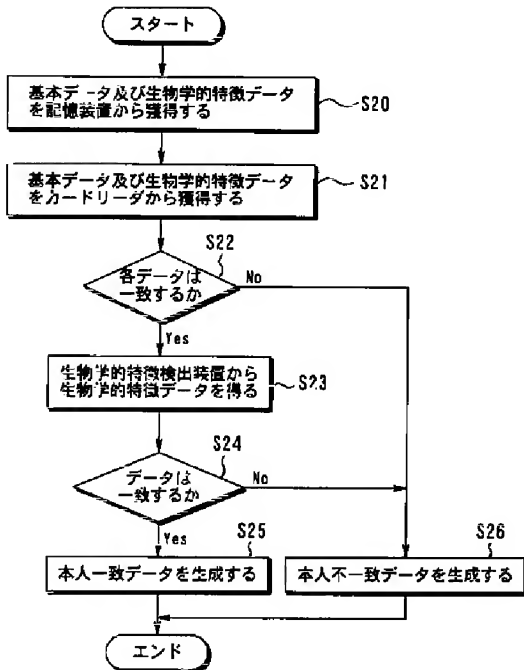 スタート
基本データ及び生物学的特徴データ
を記憶装置から獲得する
S20
基本データ及び生物学的特徴データ
をカードリーダから獲得する
S21
S22
各データは
一致するか
No
Yes
生物学的特徴検出装置から
生物学的特徴データを得る
S23
S24
データは
一致するか
No
Yes
S25
本人一致データを生成する
S26
本人不一致データを生成する
エンド